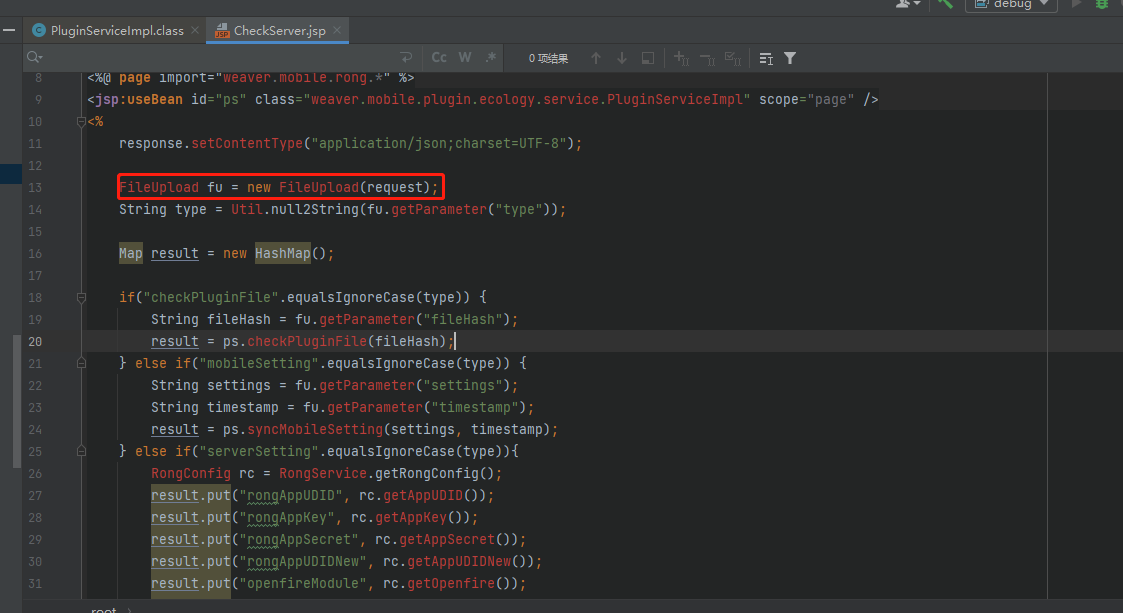 debug
PluginServiceImpl.class
CheckServer.jsp
Cc W .* 0 项结果
8 <%@ page import="weaver.mobile.rong.*" %>
9 <jsp:useBean id="ps" class="weaver.mobile.plugin.ecology.service.PluginServiceImpl" scope="page" />
10 <%
11 response.setContentType("application/json;charset=UTF-8");
12
13 FileUpload fu = new FileUpload(request);
14 String type = Util.null2String(fu.getParameter("type"));
15
16 Map result = new HashMap();
17
18 if("checkPluginFile".equalsIgnoreCase(type)) {
19 String fileHash = fu.getParameter("fileHash");
20 result = ps.checkPluginFile(fileHash);
21 } else if("mobileSetting".equalsIgnoreCase(type)) {
22 String settings = fu.getParameter("settings");
23 String timestamp = fu.getParameter("timestamp");
24 result = ps.syncMobileSetting(settings, timestamp);
25 } else if("serverSetting".equalsIgnoreCase(type)){
26 RongConfig rc = RongService.getRongConfig();
27 result.put("rongAppUDID", rc.getAppUDID());
28 result.put("rongAppKey", rc.getAppKey());
29 result.put("rongAppSecret", rc.getAppSecret());
30 result.put("rongAppUDIDNew", rc.getAppUDIDNew());
31 result.put("openfireModule", rc.getOpenfire());
root